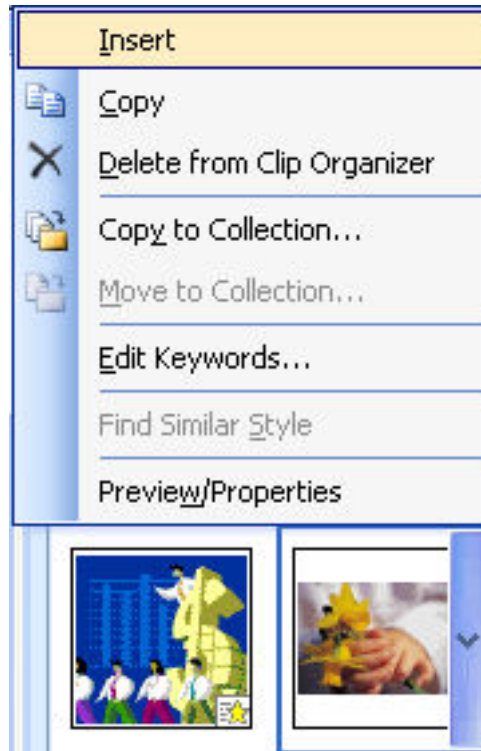 Insert
Copy
Delete from Clip Organizer
Copy to Collection...
Move to Collection...
Edit Keywords...
Find Similar Style
Preview/Properties